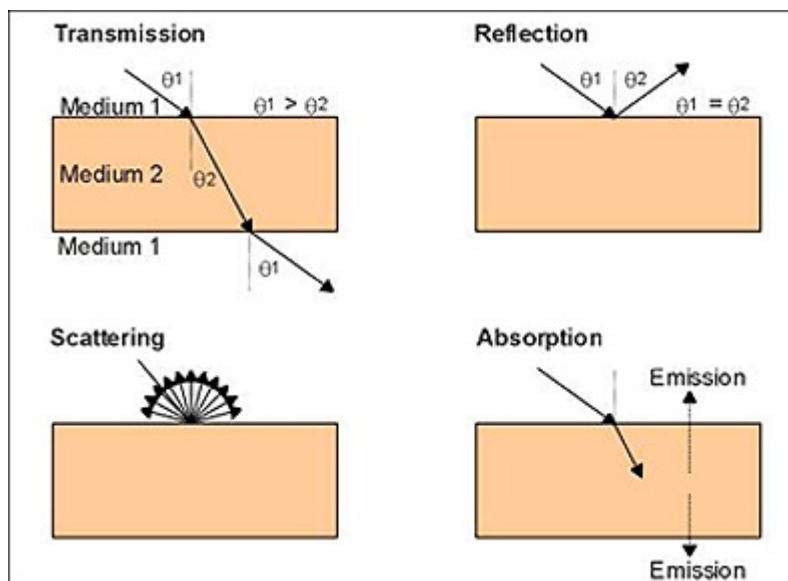 Transmission
θ1
Medium 1
θ1 > θ2
Medium 2
θ2
Medium 1
θ1
Reflection
θ1 θ2
θ1 = θ2
Scattering
Absorption
Emission
Emission